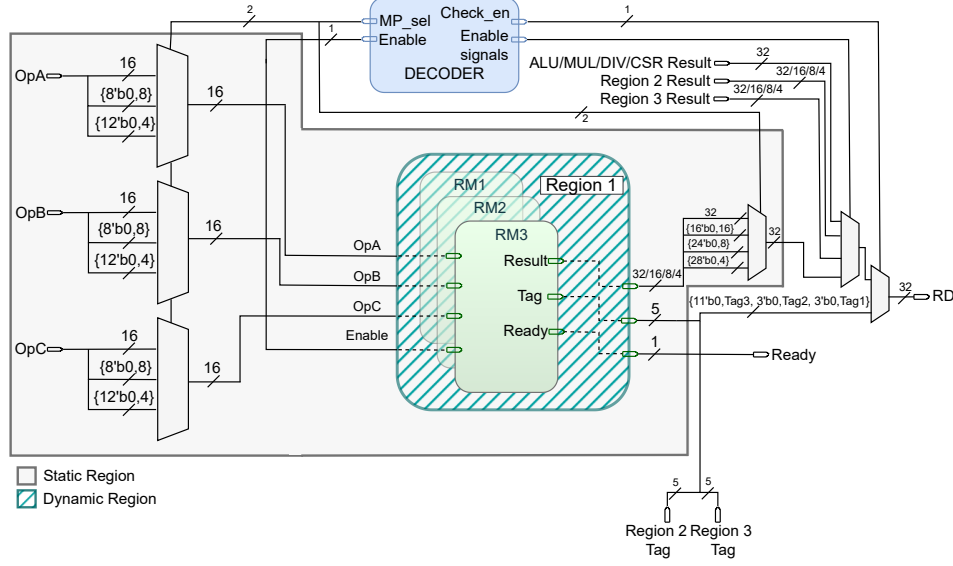 2
MP_sel
Check_en
1
1
Enable
Enable
signals
DECODER
OpA
16
{8'b0,8}
{12'b0,4}
16
ALU/MUL/DIV/CSR Result
32
Region 2 Result
32/16/8/4
Region 3 Result
32/16/8/4
2
OpB
16
{8'b0,8}
{12'b0,4}
16
RM1
Region 1
RM2
RM3
OpA
OpB
OpC
Enable
Result
Tag
Ready
32/16/8/4
5
1
32
{16'b0,16}
{24'b0,8}
{28'b0,4}
32
32
RD
{11'b0,Tag3, 3'b0,Tag2, 3'b0,Tag1}
Ready
OpC
16
{8'b0,8}
{12'b0,4}
16
Static Region
Dynamic Region
5
5
Region 2
Tag
Region 3
Tag